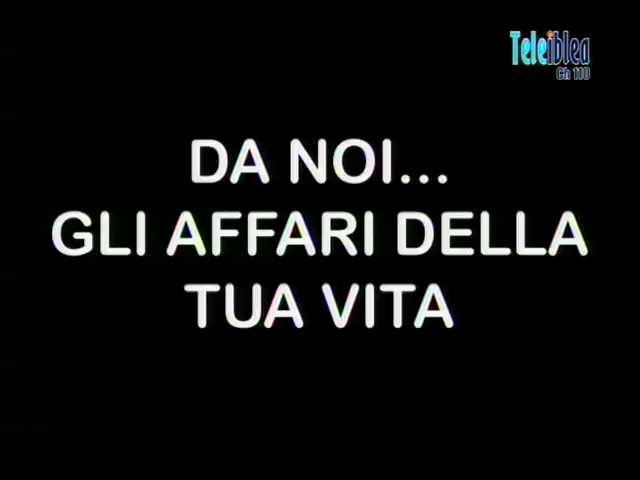 Teleiblea
Ch 110
DA NOI...
GLI AFFARI DELLA
TUA VITA